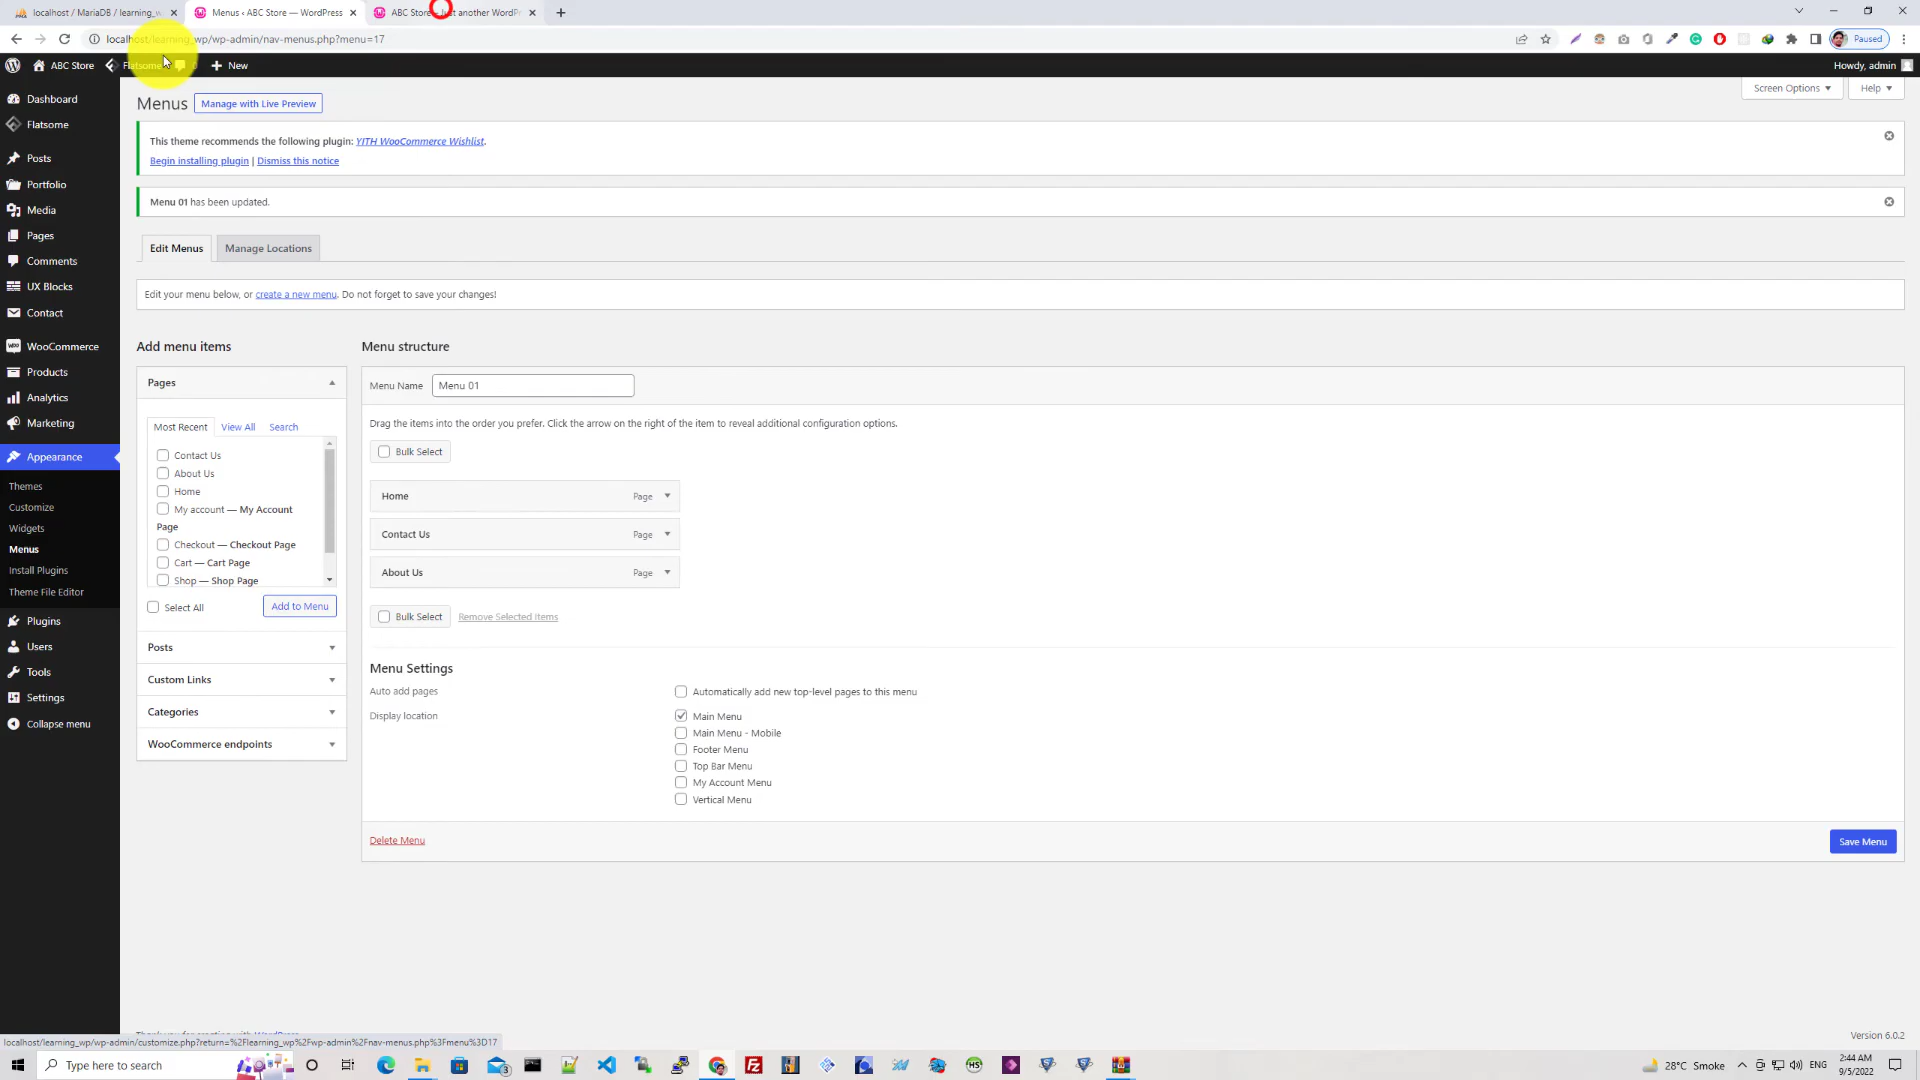 localhost / MariaDB / learning_w
Menus ‹ ABC Store — WordPress
ABC Store – Just another WordPr
localhost/learning_wp/wp-admin/nav-menus.php?menu=17
Paused
ABC Store
Flatsome
New
Howdy, admin
Dashboard
Flatsome
Posts
Portfolio
Media
Pages
Comments
UX Blocks
Contact
WooCommerce
Products
Analytics
Marketing
Appearance
Themes
Customize
Widgets
Menus
Install Plugins
Theme File Editor
Plugins
Users
Tools
Settings
Collapse menu
Menus
Manage with Live Preview
Screen Options
Help
This theme recommends the following plugin: YITH WooCommerce Wishlist.
Begin installing plugin | Dismiss this notice
Menu 01 has been updated.
Edit Menus
Manage Locations
Edit your menu below, or create a new menu. Do not forget to save your changes!
Add menu items
Pages
Most Recent
View All
Search
Contact Us
About Us
Home
My account — My Account
Page
Checkout — Checkout Page
Cart — Cart Page
Shop — Shop Page
Select All
Add to Menu
Posts
Custom Links
Categories
WooCommerce endpoints
Menu structure
Menu Name
Menu 01
Drag the items into the order you prefer. Click the arrow on the right of the item to reveal additional configuration options.
Bulk Select
Home
Page
Contact Us
Page
About Us
Page
Bulk Select
Remove Selected Items
Menu Settings
Auto add pages
Automatically add new top-level pages to this menu
Display location
Main Menu
Main Menu - Mobile
Footer Menu
Top Bar Menu
My Account Menu
Vertical Menu
Delete Menu
Save Menu
Version 6.0.2
localhost/learning_wp/wp-admin/customize.php?return=%2Flearning_wp%2Fwp-admin%2Fnav-menus.php%3Fmenu%3D17
Type here to search
28°C Smoke
ENG
2:44 AM
9/5/2022